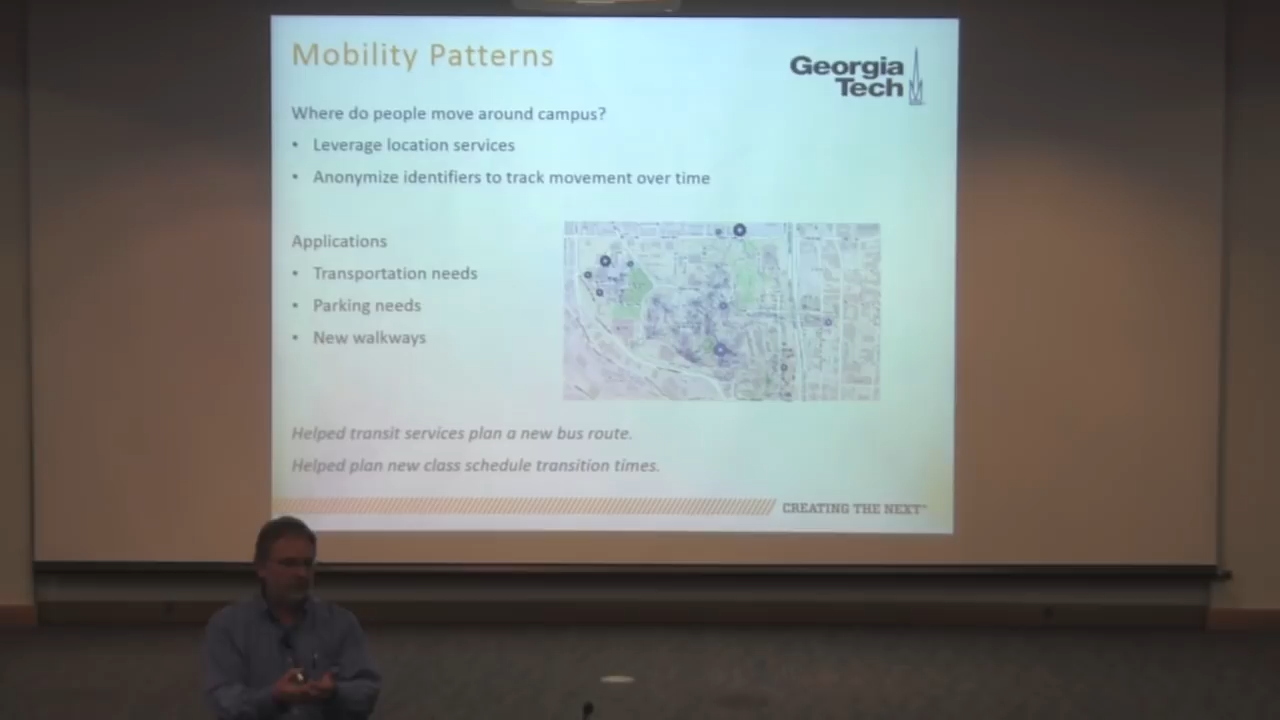 Mobility Patterns
Georgia
Tech
Where do people move around campus?
• Leverage location services
• Anonymize identifiers to track movement over time
Applications
• Transportation needs
• Parking needs
• New walkways
Helped transit services plan a new bus route.
Helped plan new class schedule transition times.
CREATING THE NEXT